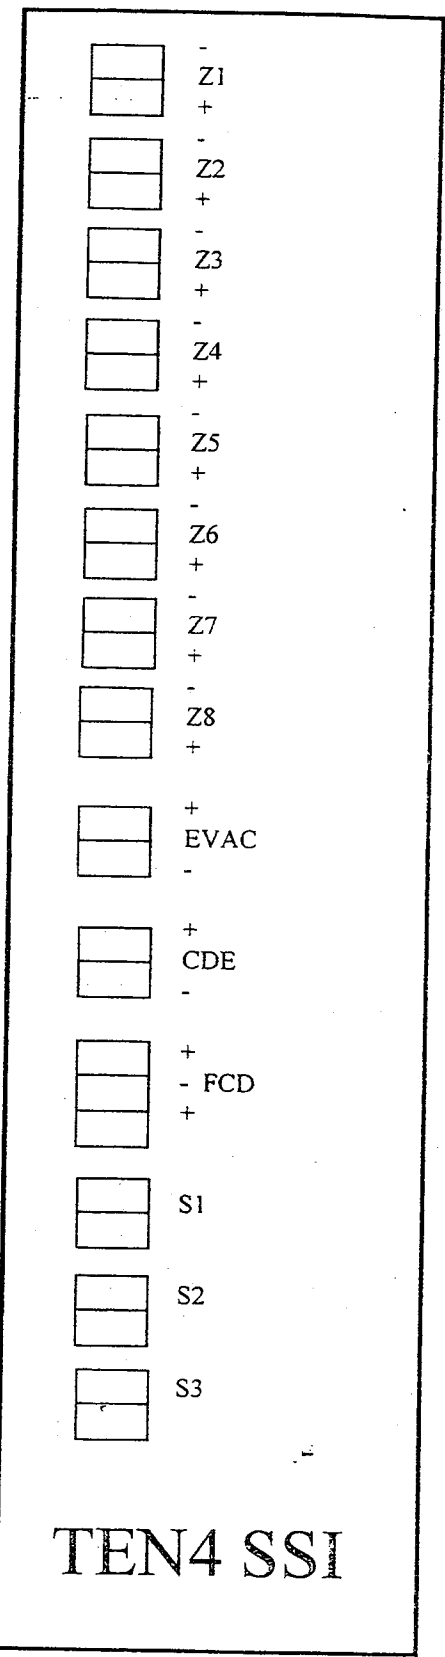 -
Z1
+
-
Z2
+
-
Z3
+
-
Z4
+
-
Z5
+
-
Z6
+
-
Z7
+
-
Z8
+
+
EVAC
-
+
CDE
-
+
- FCD
+
S1
S2
S3
TEN4 SSI